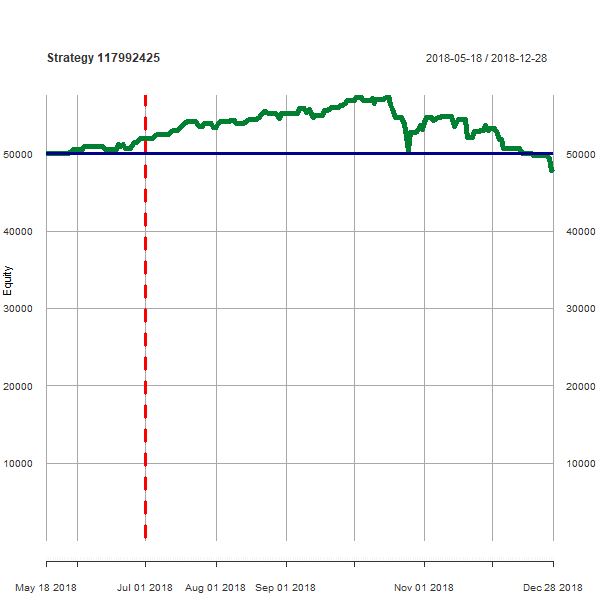 Strategy 117992425
2018-05-18 / 2018-12-28
50000
50000
40000
40000
Equity
30000
30000
20000
20000
10000
10000
May 18 2018
Jul 01 2018
Aug 01 2018
Sep 01 2018
Nov 01 2018
Dec 28 2018